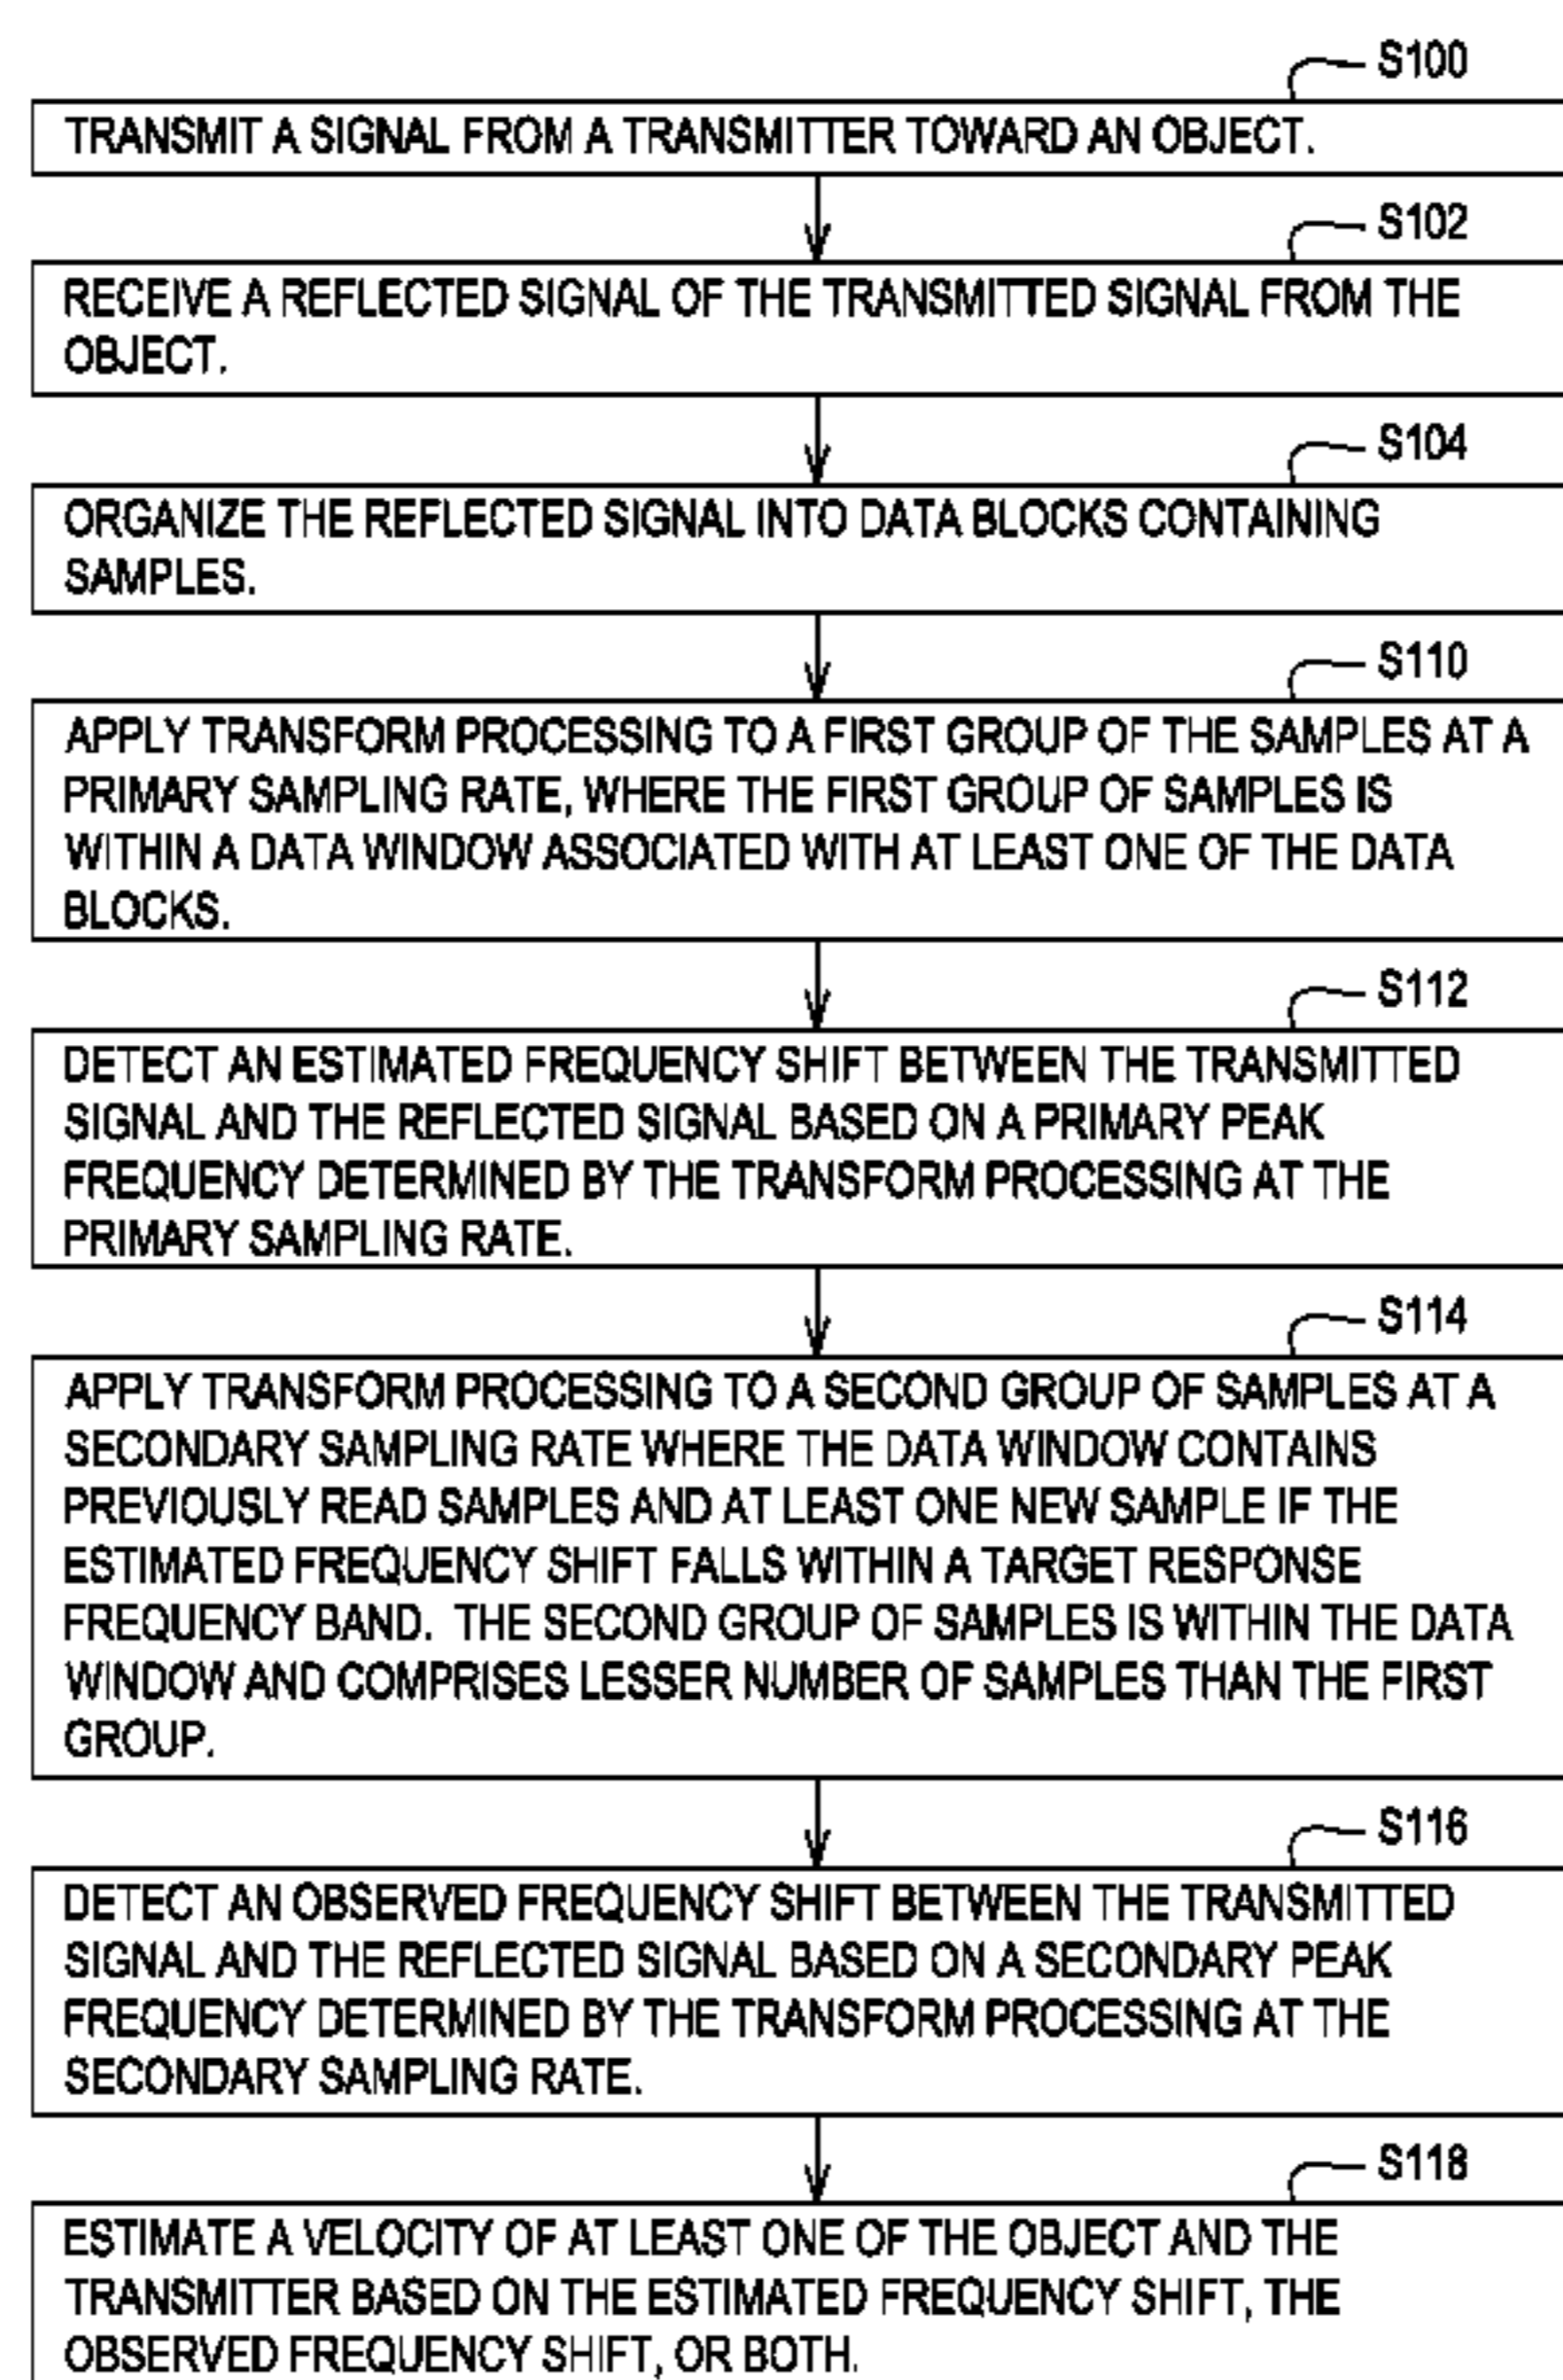 S100
TRANSMIT A SIGNAL FROM A TRANSMITTER TOWARD AN OBJECT.
S102
RECEIVE A REFLECTED SIGNAL OF THE TRANSMITTED SIGNAL FROM THE
OBJECT.
S104
ORGANIZE THE REFLECTED SIGNAL INTO DATA BLOCKS CONTAINING
SAMPLES.
S110
APPLY TRANSFORM PROCESSING TO A FIRST GROUP OF THE SAMPLES AT A
PRIMARY SAMPLING RATE, WHERE THE FIRST GROUP OF SAMPLES IS
WITHIN A DATA WINDOW ASSOCIATED WITH AT LEAST ONE OF THE DATA
BLOCKS.
S112
DETECT AN ESTIMATED FREQUENCY SHIFT BETWEEN THE TRANSMITTED
SIGNAL AND THE REFLECTED SIGNAL BASED ON A PRIMARY PEAK
FREQUENCY DETERMINED BY THE TRANSFORM PROCESSING AT THE
PRIMARY SAMPLING RATE.
S114
APPLY TRANSFORM PROCESSING TO A SECOND GROUP OF SAMPLES AT A
SECONDARY SAMPLING RATE WHERE THE DATA WINDOW CONTAINS
PREVIOUSLY READ SAMPLES AND AT LEAST ONE NEW SAMPLE IF THE
ESTIMATED FREQUENCY SHIFT FALLS WITHIN A TARGET RESPONSE
FREQUENCY BAND. THE SECOND GROUP OF SAMPLES IS WITHIN THE DATA
WINDOW AND COMPRISES LESSER NUMBER OF SAMPLES THAN THE FIRST
GROUP.
S116
DETECT AN OBSERVED FREQUENCY SHIFT BETWEEN THE TRANSMITTED
SIGNAL AND THE REFLECTED SIGNAL BASED ON A SECONDARY PEAK
FREQUENCY DETERMINED BY THE TRANSFORM PROCESSING AT THE
SECONDARY SAMPLING RATE.
S118
ESTIMATE A VELOCITY OF AT LEAST ONE OF THE OBJECT AND THE
TRANSMITTER BASED ON THE ESTIMATED FREQUENCY SHIFT, THE
OBSERVED FREQUENCY SHIFT, OR BOTH.